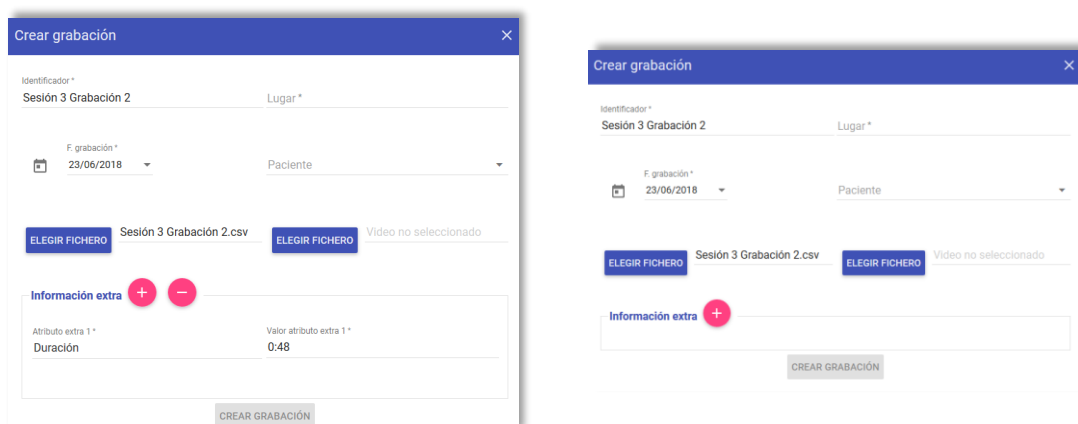 Crear grabación
Identificador *
Sesión 3 Grabación 2
Lugar *
F. grabación *
23/06/2018
Paciente
ELEGIR FICHERO
Sesión 3 Grabación 2.csv
ELEGIR FICHERO
Video no seleccionado
Información extra
Atributo extra 1 *
Duración
Valor atributo extra 1 *
0:48
CREAR GRABACIÓN
Crear grabación
Identificador *
Sesión 3 Grabación 2
Lugar *
F. grabación *
23/06/2018
Paciente
ELEGIR FICHERO
Sesión 3 Grabación 2.csv
ELEGIR FICHERO
Video no seleccionado
Información extra
CREAR GRABACIÓN